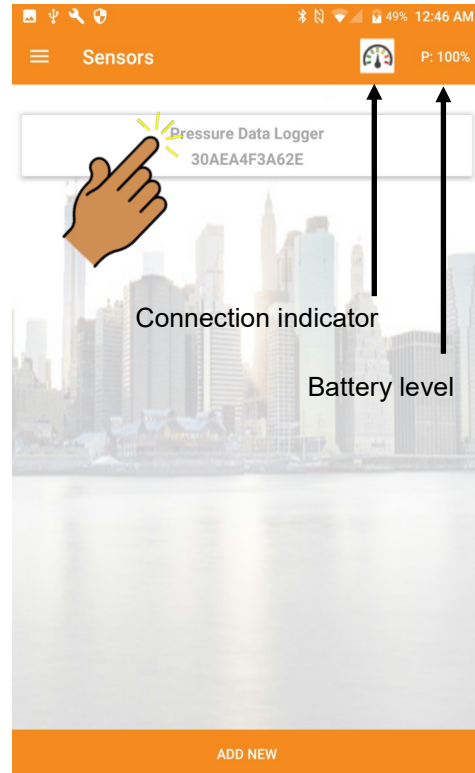 49% 12:46 AM
Sensors
P: 100%
Pressure Data Logger
30AEA4F3A62E
Connection indicator
Battery level
ADD NEW